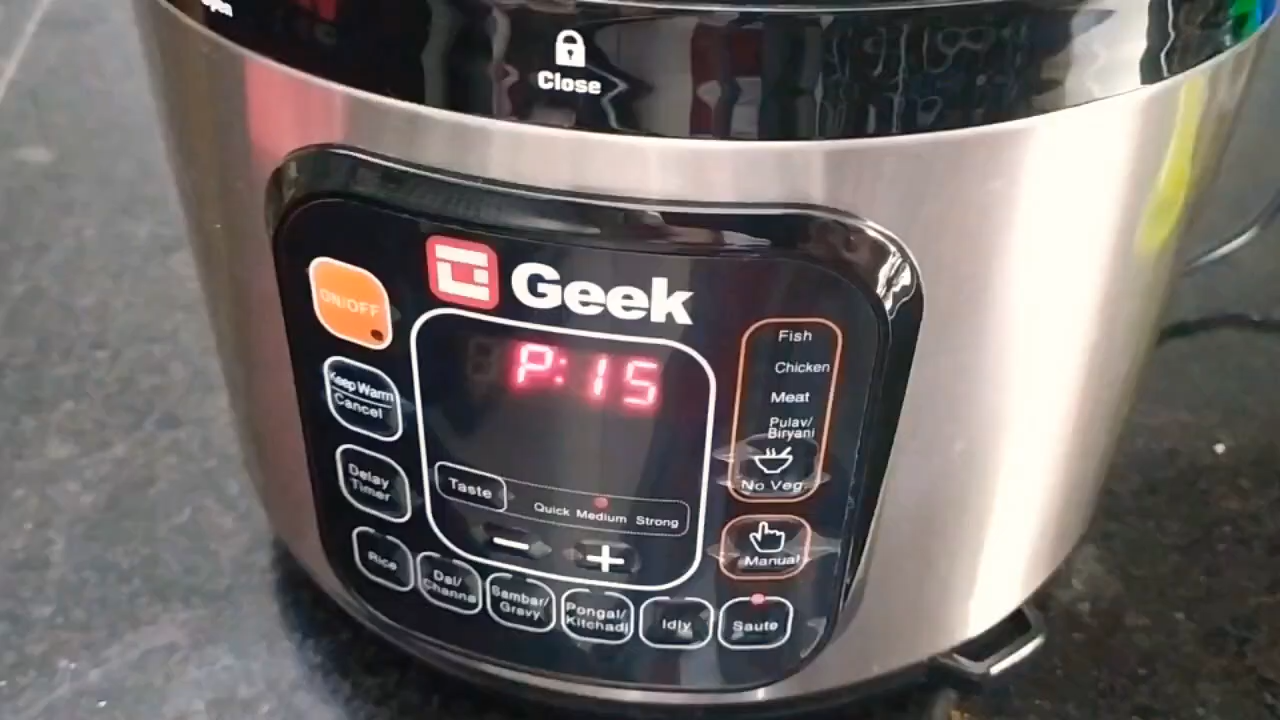 Open
Close
Geek
ON/OFF
P:15
Fish
Chicken
Meat
Pulav/
Biryani
No Veg.
Keep Warm
Cancel
Delay
Timer
Taste
Quick Medium Strong
− +
Manual
Rice
Dal/
Channa
Sambar/
Gravy
Pongal/
Kitchadi
Idly
Saute